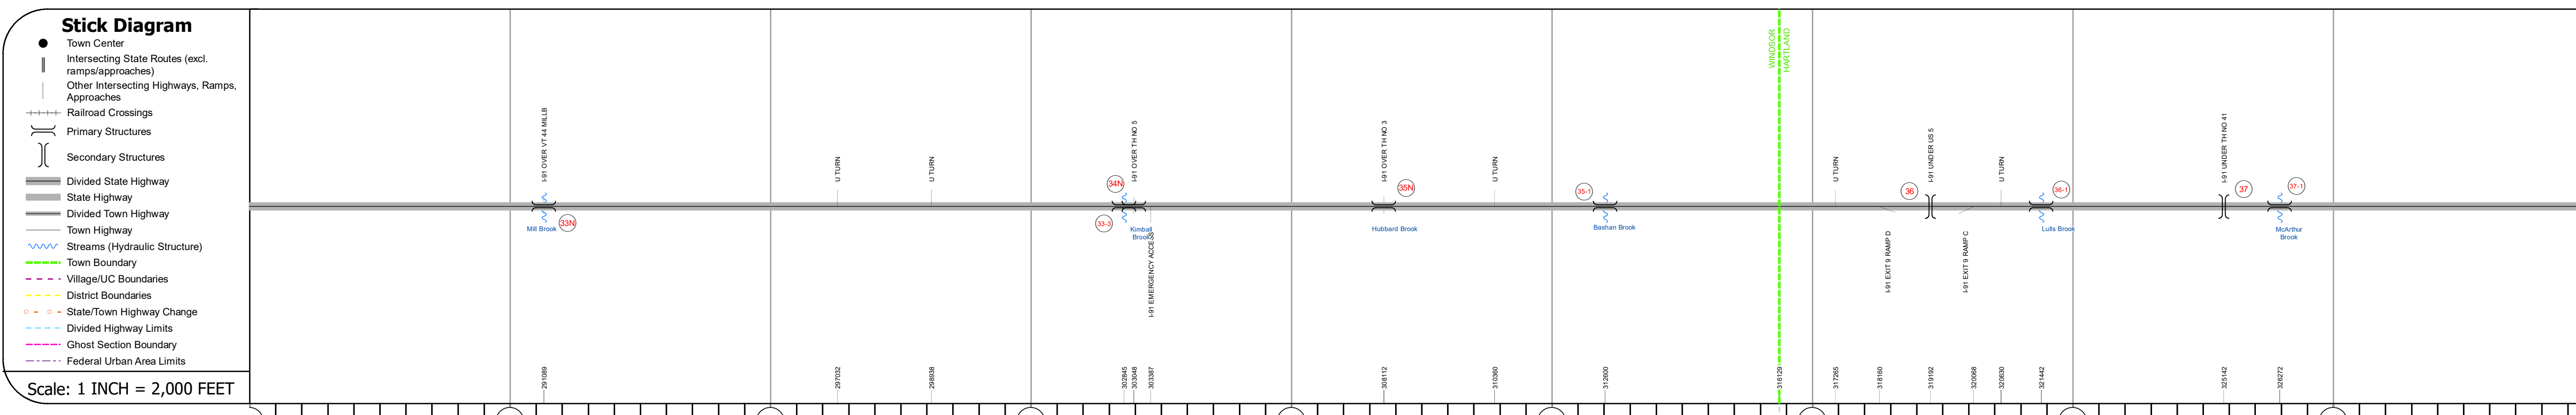 Stick Diagram
Town Center
Intersecting State Routes (excl.
ramps/approaches)
Other Intersecting Highways, Ramps,
Approaches
Railroad Crossings
Primary Structures
Secondary Structures
Divided State Highway
State Highway
Divided Town Highway
Town Highway
Streams (Hydraulic Structure)
Town Boundary
Village/UC Boundaries
District Boundaries
State/Town Highway Change
Divided Highway Limits
Ghost Section Boundary
Federal Urban Area Limits
Scale: 1 INCH = 2,000 FEET
I-91 OVER VT 44 MILLB
33N
Mill Brook
291089
U TURN
297032
U TURN
298938
34N
33-3
I-91 OVER TH NO 5
Kimball
Brook
I-91 EMERGENCY ACCESS
302845
303048
303387
I-91 OVER TH NO 3
35N
Hubbard Brook
308112
U TURN
310360
35-1
Bashan Brook
312600
WINDSOR
HARTLAND
316129
U TURN
317265
I-91 EXIT 9 RAMP D
318160
36
I-91 UNDER US 5
319192
I-91 EXIT 9 RAMP C
320068
U TURN
320630
36-1
Lulls Brook
321442
I-91 UNDER TH NO 41
37
325142
37-1
McArthur
Brook
326272